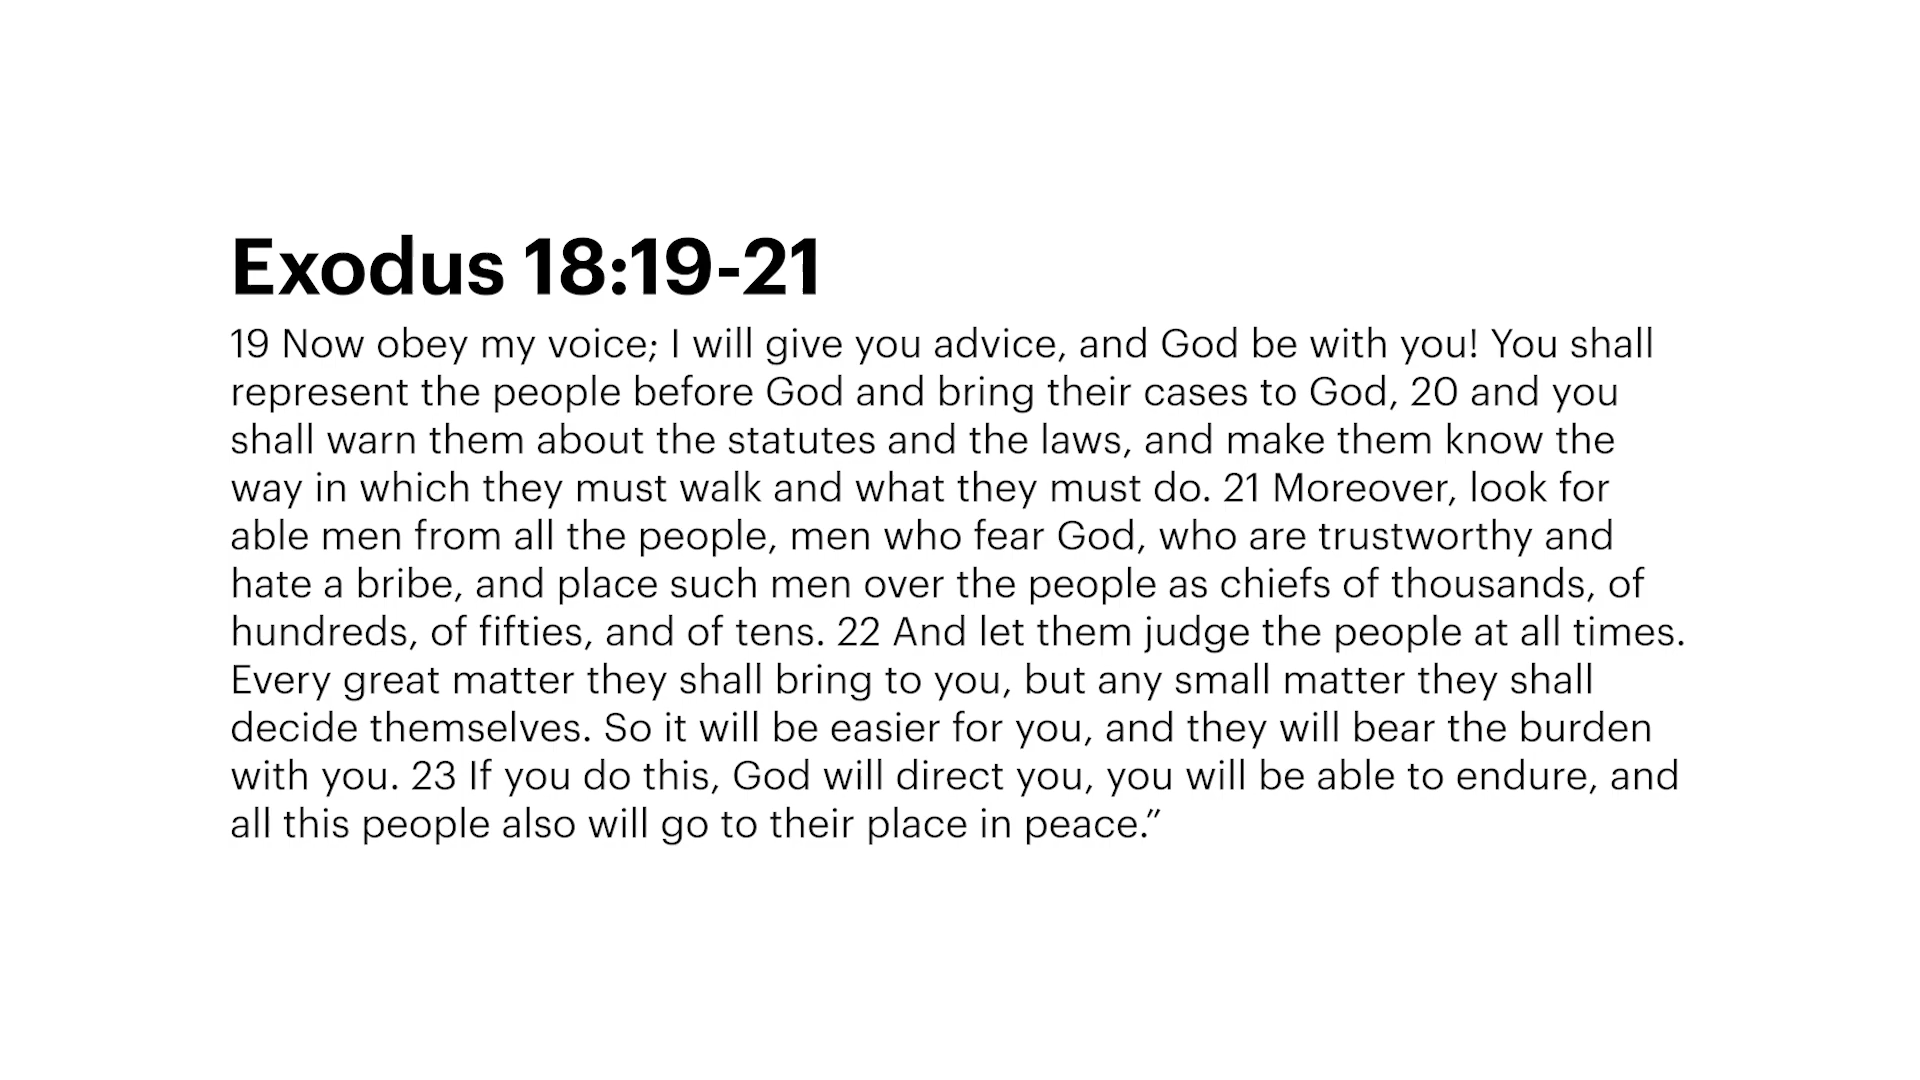 Exodus 18:19-21
19 Now obey my voice; I will give you advice, and God be with you! You shall
represent the people before God and bring their cases to God, 20 and you
shall warn them about the statutes and the laws, and make them know the
way in which they must walk and what they must do. 21 Moreover, look for
able men from all the people, men who fear God, who are trustworthy and
hate a bribe, and place such men over the people as chiefs of thousands, of
hundreds, of fifties, and of tens. 22 And let them judge the people at all times.
Every great matter they shall bring to you, but any small matter they shall
decide themselves. So it will be easier for you, and they will bear the burden
with you. 23 If you do this, God will direct you, you will be able to endure, and
all this people also will go to their place in peace.”